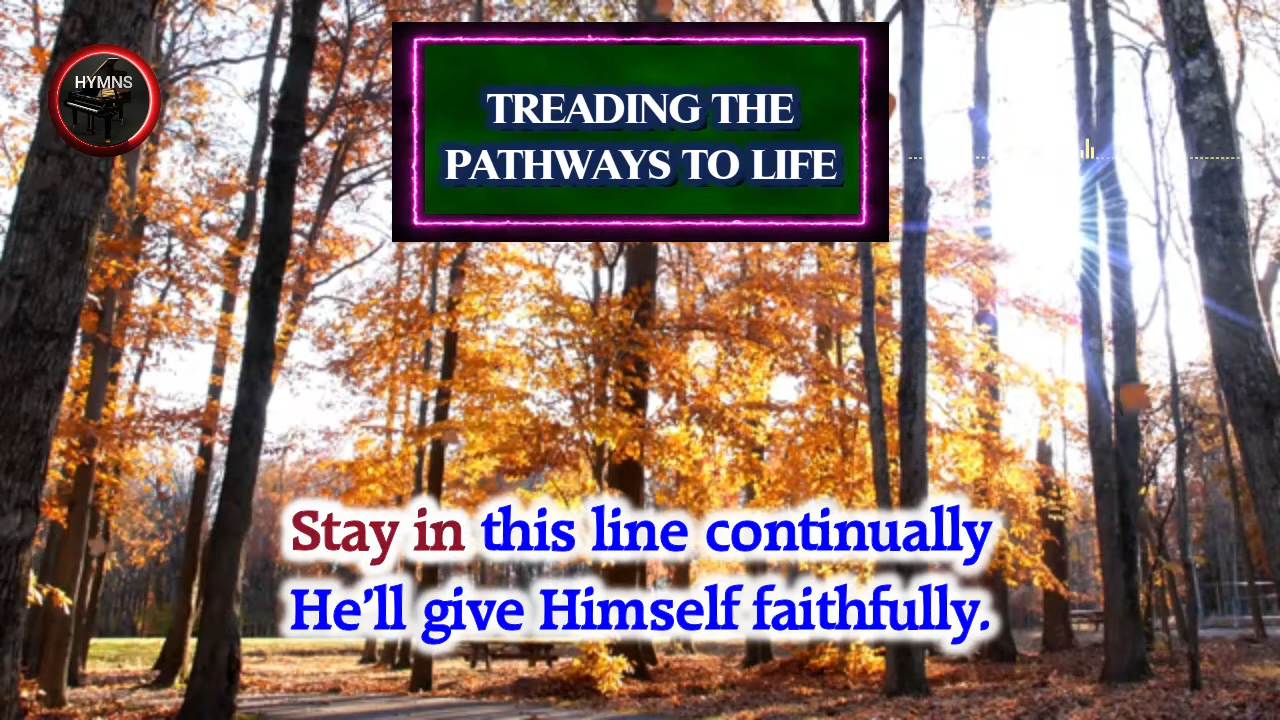 HYMNS
TREADING THE
PATHWAYS TO LIFE
Stay in this line continually
He'll give Himself faithfully.